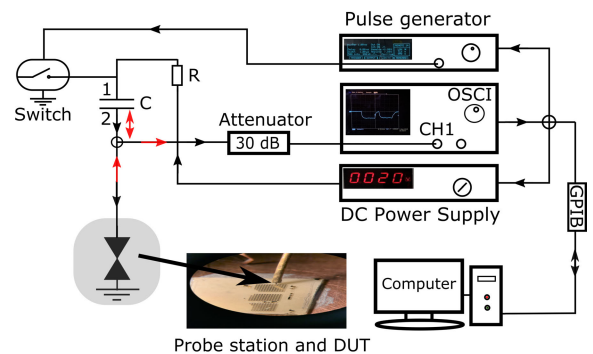 Pulse generator
R
1
C
2
Switch
Attenuator
30 dB
OSCI
CH1
0020
DC Power Supply
GPIB
Computer
Probe station and DUT